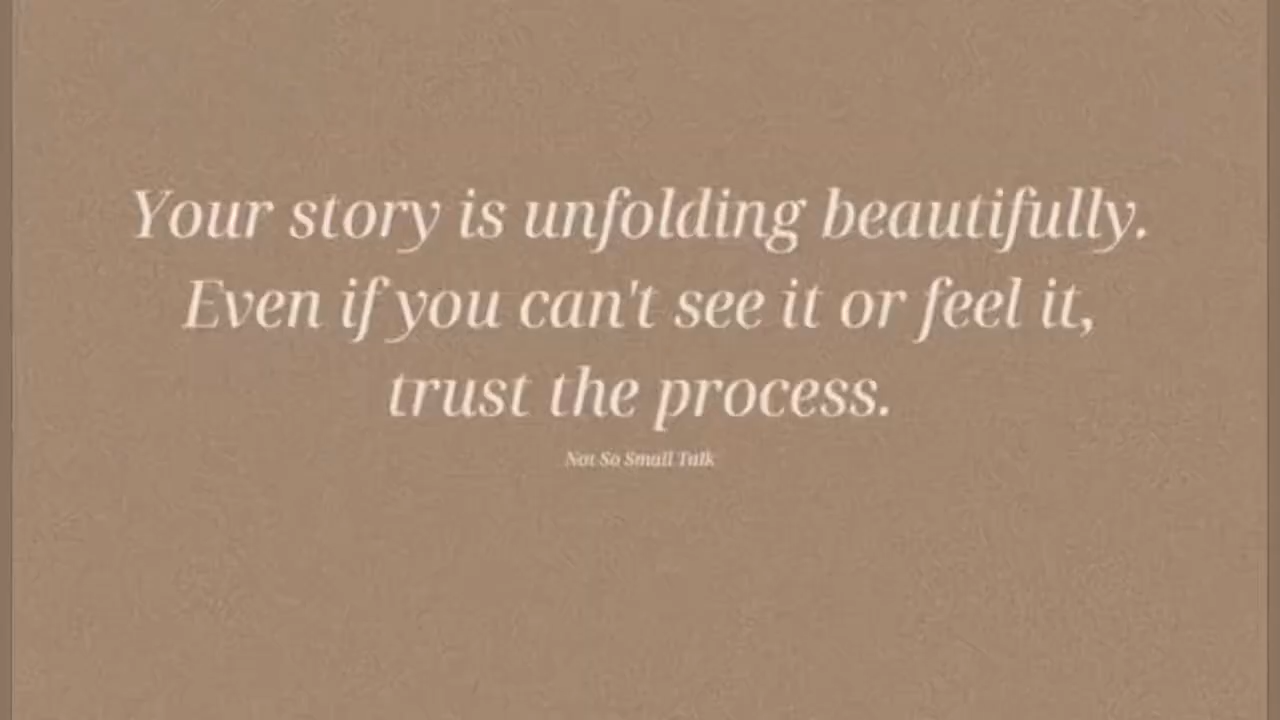 Your story is unfolding beautifully.
Even if you can't see it or feel it,
trust the process.
Not So Small Talk